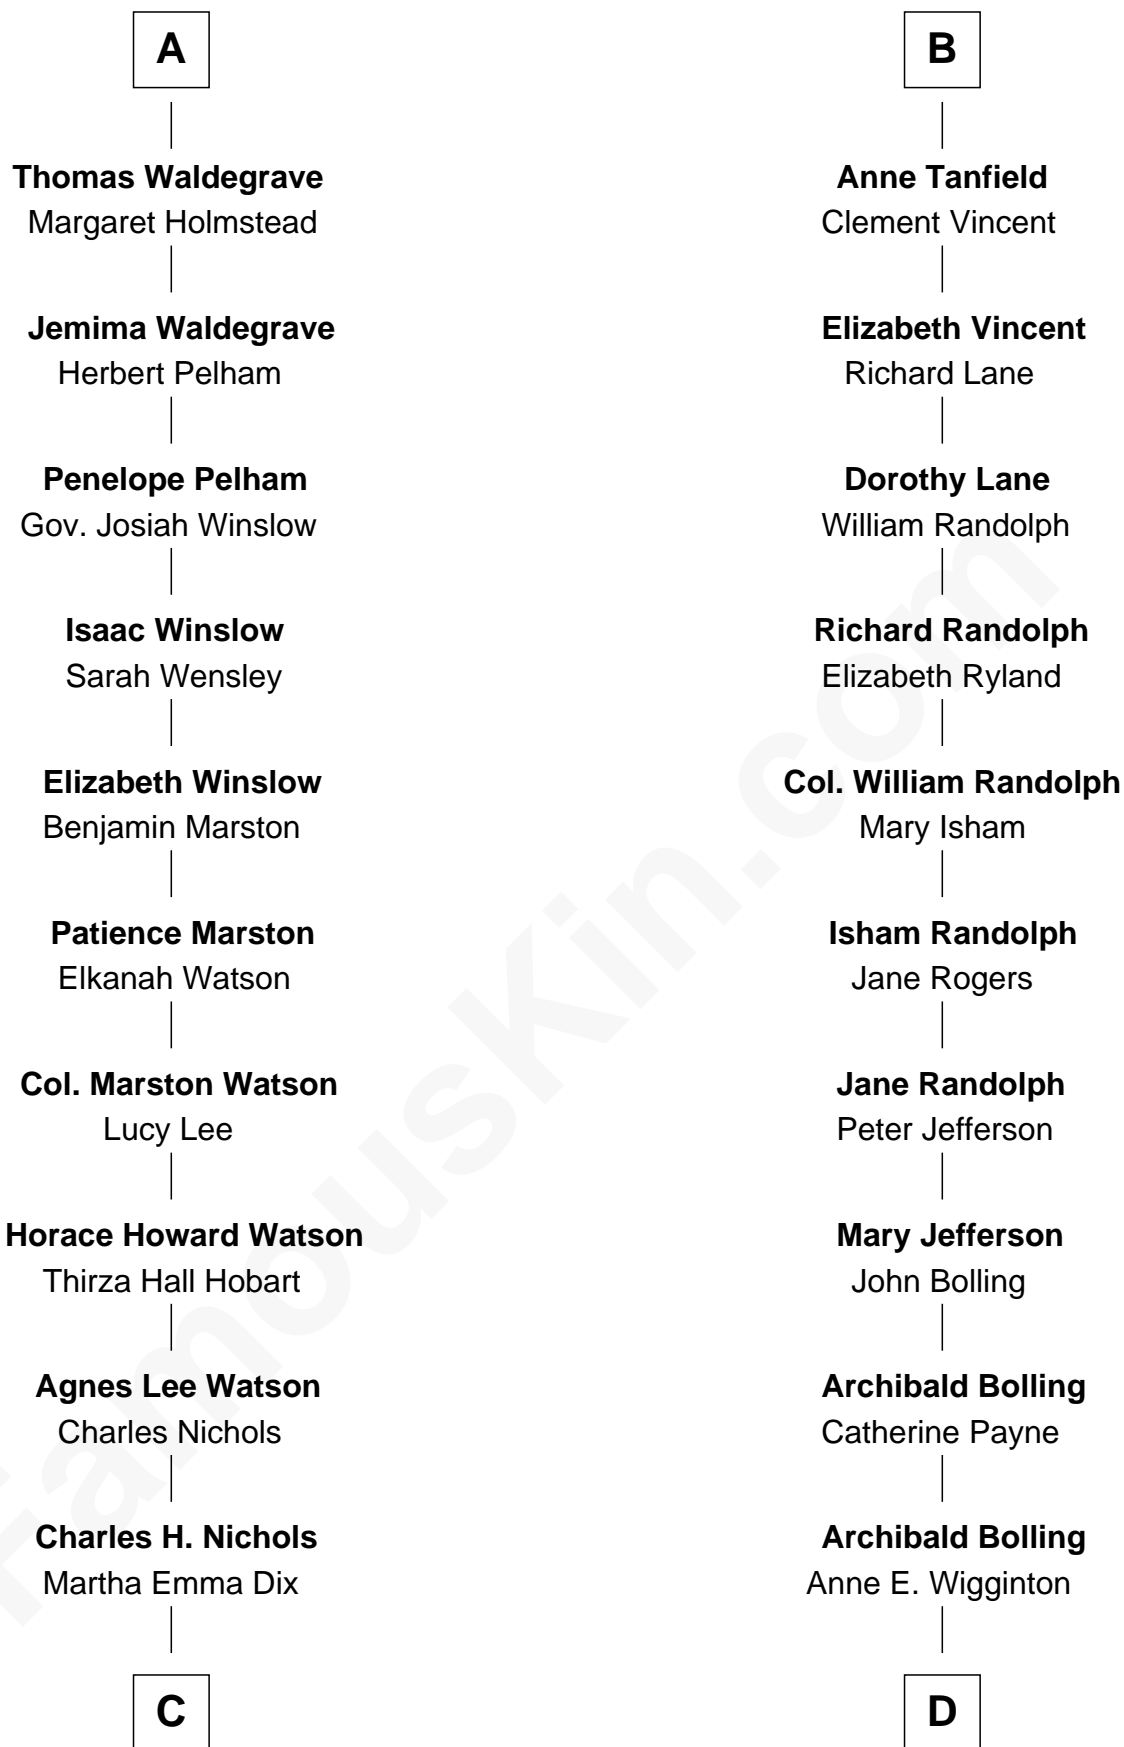 A
Thomas Waldegrave
Margaret Holmstead
Jemima Waldegrave
Herbert Pelham
Penelope Pelham
Gov. Josiah Winslow
Isaac Winslow
Sarah Wensley
Elizabeth Winslow
Benjamin Marston
Patience Marston
Elkanah Watson
Col. Marston Watson
Lucy Lee
Horace Howard Watson
Thirza Hall Hobart
Agnes Lee Watson
Charles Nichols
Charles H. Nichols
Martha Emma Dix
C
B
Anne Tanfield
Clement Vincent
Elizabeth Vincent
Richard Lane
Dorothy Lane
William Randolph
Richard Randolph
Elizabeth Ryland
Col. William Randolph
Mary Isham
Isham Randolph
Jane Rogers
Jane Randolph
Peter Jefferson
Mary Jefferson
John Bolling
Archibald Bolling
Catherine Payne
Archibald Bolling
Anne E. Wigginton
D
FamousKin.com